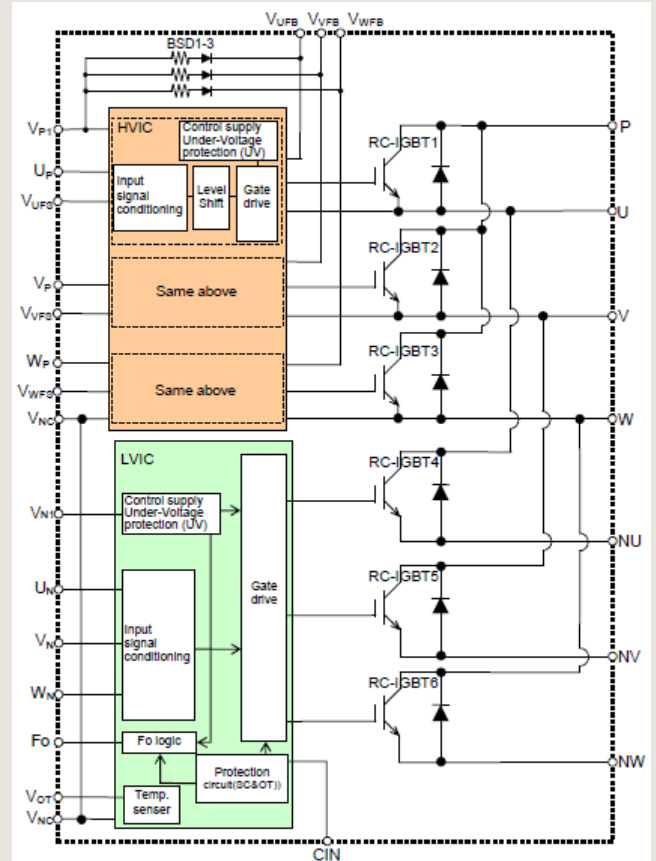 VUFB VVFB VWFB
BSD1-3
VP1
HVIC
Control supply
Under-Voltage
protection (UV)
RC-IGBT1
P
UP
Input
signal
conditioning
Level
Shift
Gate
drive
VUFS
U
RC-IGBT2
VP
Same above
VVFS
V
RC-IGBT3
WP
Same above
VWFS
VNC
W
LVIC
RC-IGBT4
VN1
Control supply
Under-Voltage
protection (UV)
NU
RC-IGBT5
UN
Gate
drive
VN
Input
signal
conditioning
NV
WN
RC-IGBT6
Fo
Fo logic
NW
Protection
circuit(SC&OT))
VOT
Temp.
senser
VNC
CIN